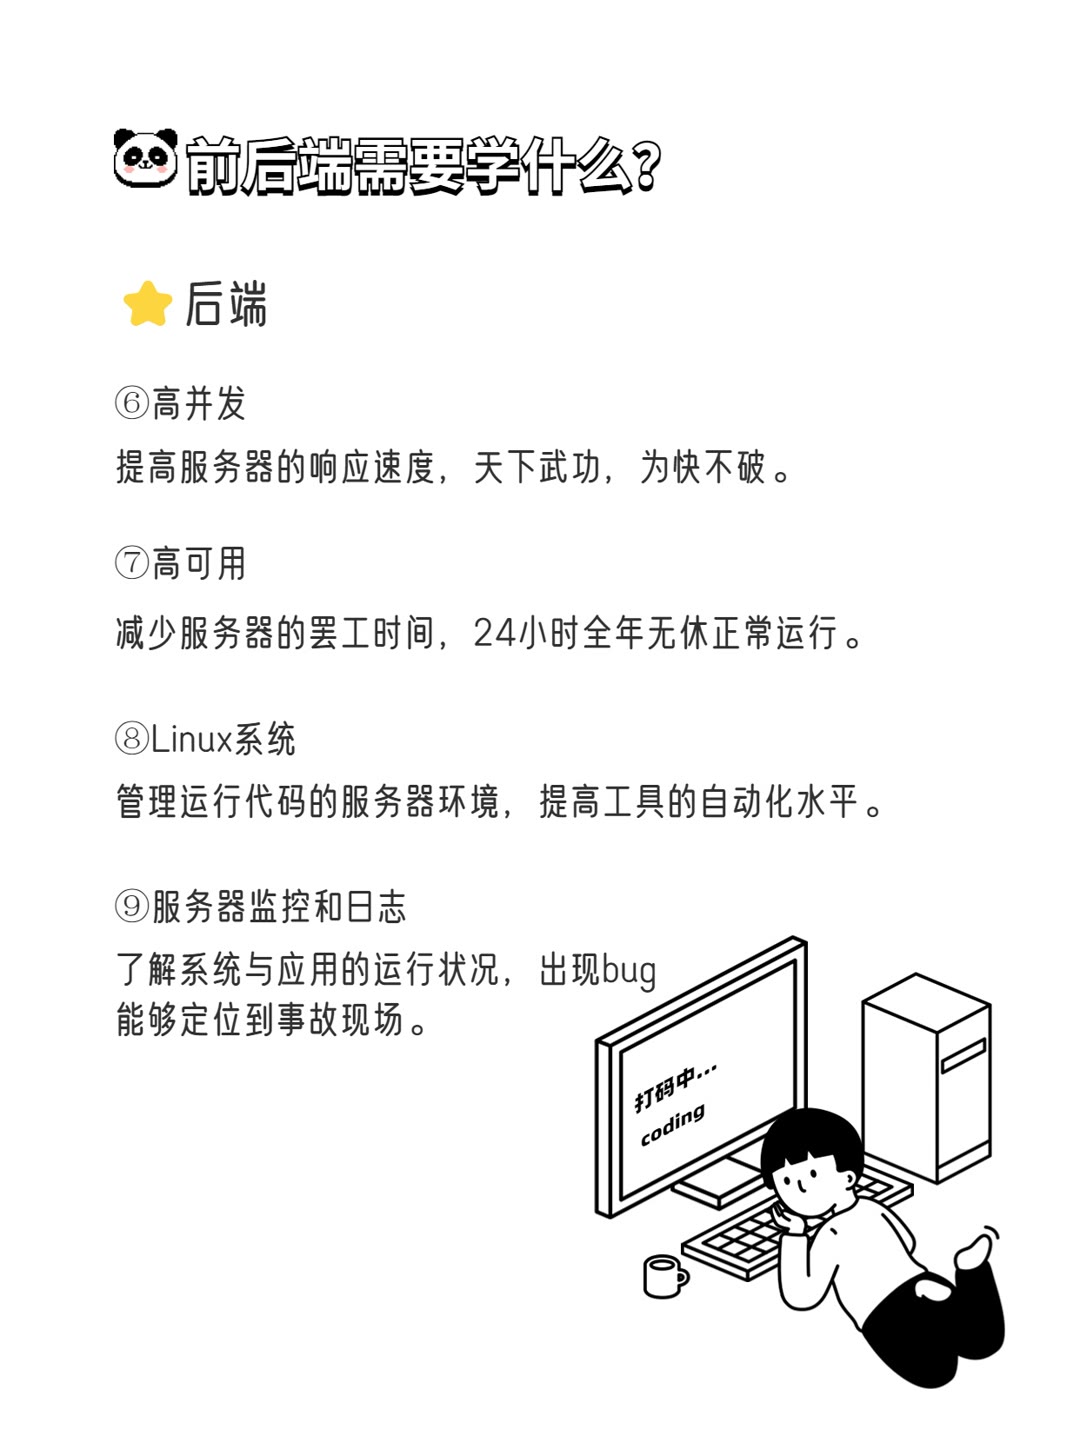 前后端需要学什么？
后端
⑥高并发
提高服务器的响应速度，天下武功，为快不破。
⑦高可用
减少服务器的罢工时间，24小时全年无休正常运行。
⑧Linux系统
管理运行代码的服务器环境，提高工具的自动化水平。
⑨服务器监控和日志
了解系统与应用的运行状况，出现bug
能够定位到事故现场。
打码中...
coding